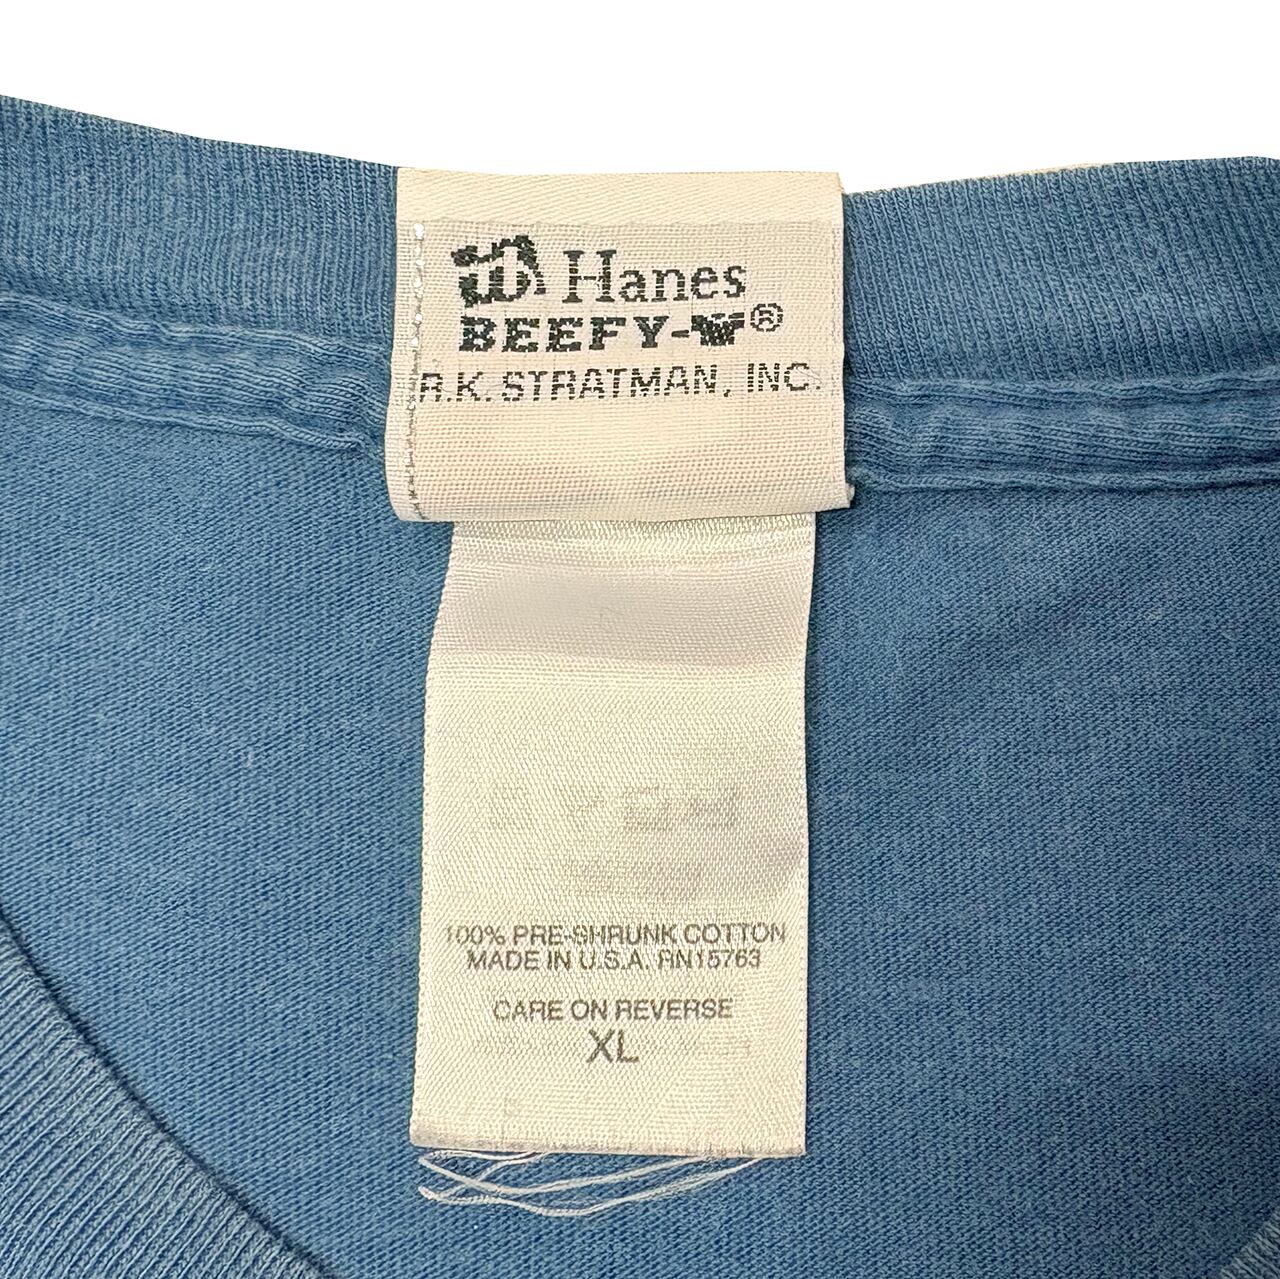 Hanes
BEEFY-®
R.K. STRATMAN, INC.
100% PRE-SHRUNK COTTON
MADE IN U.S.A. RN15763
CARE ON REVERSE
XL